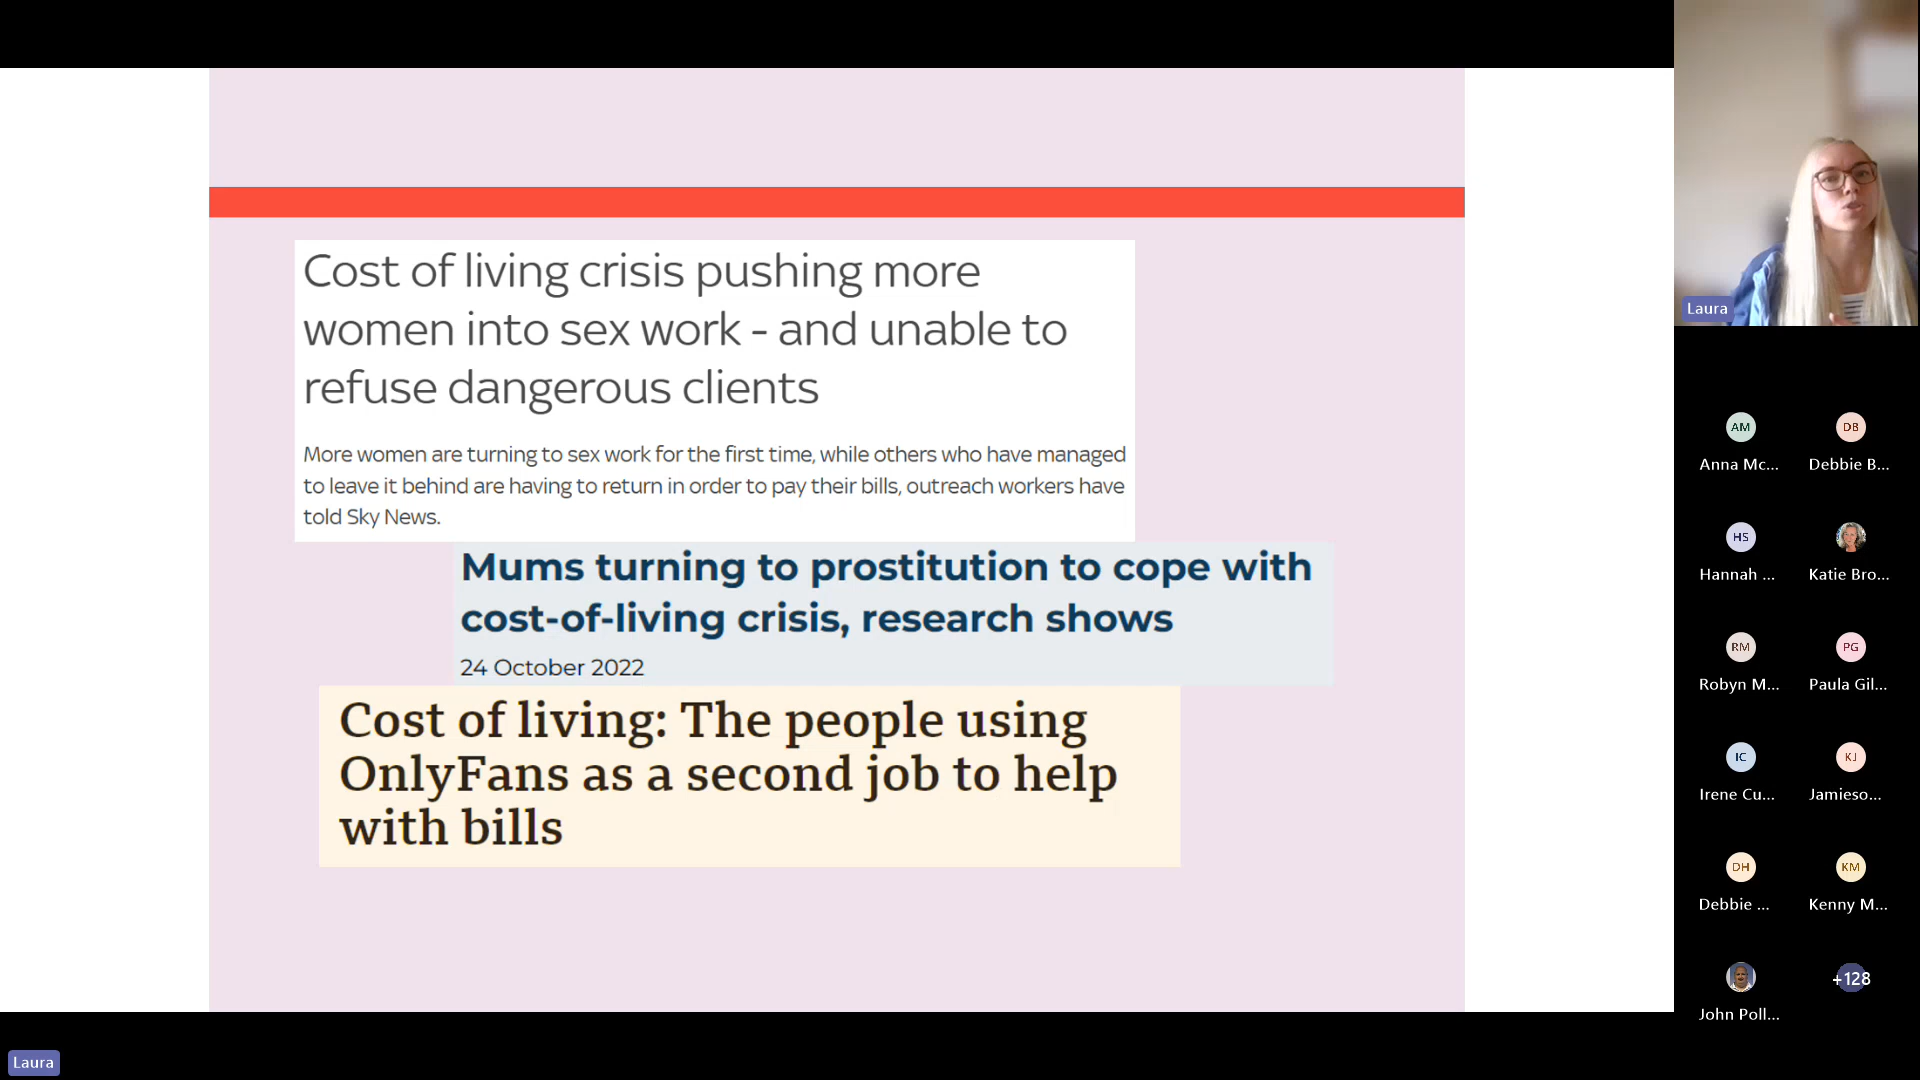 Cost of living crisis pushing more
women into sex work - and unable to
refuse dangerous clients
More women are turning to sex work for the first time, while others who have managed
to leave it behind are having to return in order to pay their bills, outreach workers have
told Sky News.
Mums turning to prostitution to cope with
cost-of-living crisis, research shows
24 October 2022
Cost of living: The people using
OnlyFans as a second job to help
with bills
Laura
AM
DB
Anna Mc...
Debbie B...
HS
Hannah ...
Katie Bro...
RM
PG
Robyn M...
Paula Gil...
IC
KJ
Irene Cu...
Jamieso...
DH
KM
Debbie ...
Kenny M...
+128
John Poll...
Laura